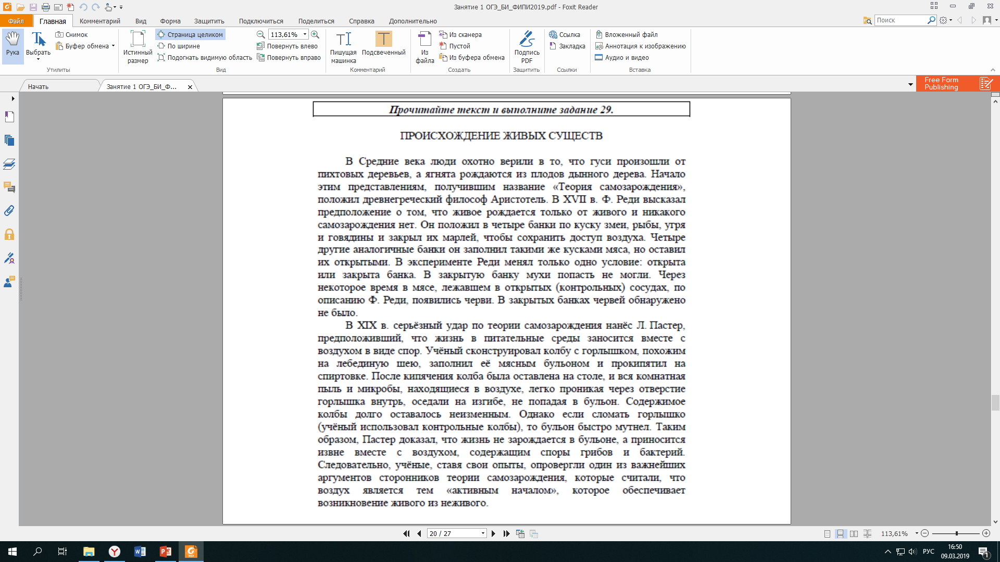 Занятие 1 ОГЭ_БИ_ФИПИ2019.pdf - Foxit Reader
Файл Главная Комментарий Вид Форма Защитить Подключиться Поделиться Справка Дополнительно Поиск
Рука
Выбрать
Снимок
Буфер обмена
Утилиты
Истинный размер
Страница целиком
По ширине
Подогнать видимую область
113,61%
Повернуть влево
Повернуть вправо
Вид
Пишущая машинка
Подсвеченный
Комментарий
Из файла
Из сканера
Пустой
Из буфера обмена
Создать
Подпись PDF
Защитить
Ссылка
Закладка
Ссылки
Вложенный файл
Аннотация к изображению
Аудио и видео
Вставка
Начать
Занятие 1 ОГЭ_БИ_Ф...
Free Form
Publishing
Прочитайте текст и выполните задание 29.
ПРОИСХОЖДЕНИЕ ЖИВЫХ СУЩЕСТВ
В Средние века люди охотно верили в то, что гуси произошли от
пихтовых деревьев, а ягнята рождаются из плодов дынного дерева. Начало
этим представлениям, получившим название «Теория самозарождения»,
положил древнегреческий философ Аристотель. В XVII в. Ф. Реди высказал
предположение о том, что живое рождается только от живого и никакого
самозарождения нет. Он положил в четыре банки по куску змеи, рыбы, угря
и говядины и закрыл их марлей, чтобы сохранить доступ воздуха. Четыре
другие аналогичные банки он заполнил такими же кусками мяса, но оставил
их открытыми. В эксперименте Реди менял только одно условие: открыта
или закрыта банка. В закрытую банку мухи попасть не могли. Через
некоторое время в мясе, лежавшем в открытых (контрольных) сосудах, по
описанию Ф. Реди, появились черви. В закрытых банках червей обнаружено
не было.
В XIX в. серьёзный удар по теории самозарождения нанёс Л. Пастер,
предположивший, что жизнь в питательные среды заносится вместе с
воздухом в виде спор. Учёный сконструировал колбу с горлышком, похожим
на лебединую шею, заполнил её мясным бульоном и прокипятил на
спиртовке. После кипячения колба была оставлена на столе, и вся комнатная
пыль и микробы, находящиеся в воздухе, легко проникая через отверстие
горлышка внутрь, оседали на изгибе, не попадая в бульон. Содержимое
колбы долго оставалось неизменным. Однако если сломать горлышко
(учёный использовал контрольные колбы), то бульон быстро мутнел. Таким
образом, Пастер доказал, что жизнь не зарождается в бульоне, а приносится
извне вместе с воздухом, содержащим споры грибов и бактерий.
Следовательно, учёные, ставя свои опыты, опровергли один из важнейших
аргументов сторонников теории самозарождения, которые считали, что
воздух является тем «активным началом», которое обеспечивает
возникновение живого из неживого.
20 / 27
113,61%
РУС
16:50
09.03.2019
1